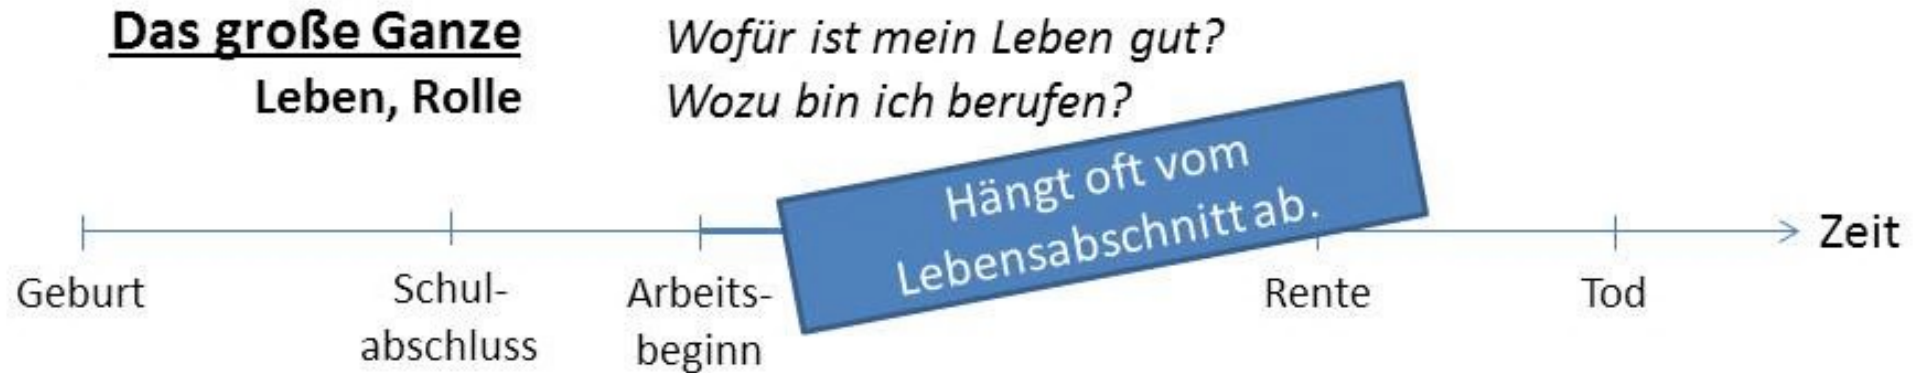 Das große Ganze
Leben, Rolle
Wofür ist mein Leben gut?
Wozu bin ich berufen?
Hängt oft vom
Lebensabschnitt ab.
Zeit
Geburt
Schul-
abschluss
Arbeits-
beginn
Rente
Tod